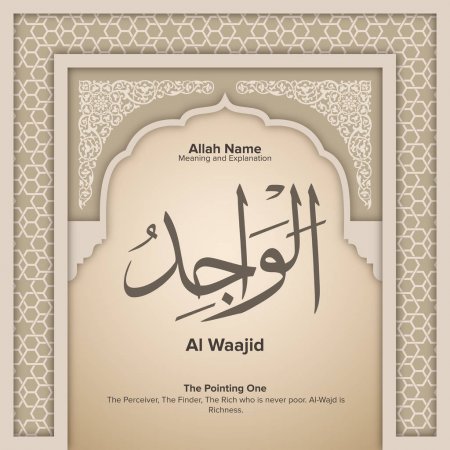 Allah Name
Meaning and Explanation
الْوَاجِدُ
Al Waajid
The Pointing One
The Perceiver, The Finder, The Rich who is never poor. Al-Wajd is
Richness.